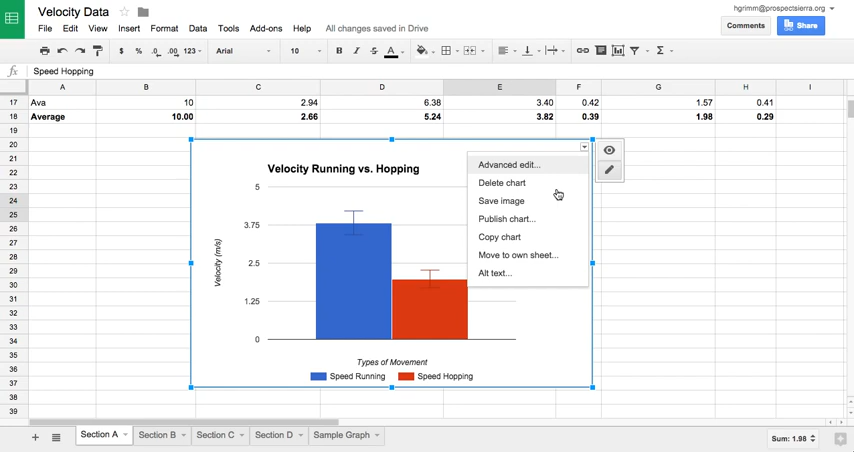 Velocity Data
hgrimm@prospectsierra.org
File Edit View Insert Format Data Tools Add-ons Help All changes saved in Drive
Comments Share
$ % .0 .00 123 Arial 10 B I S A Σ
fx Speed Hopping
A B C D E F G H I
17 Ava 10 2.94 6.38 3.40 0.42 1.57 0.41
18 Average 10.00 2.66 5.24 3.82 0.39 1.98 0.29
19
20
21
22
23
24
25
26
27
28
29
30
31
32
33
34
35
36
37
38
39
Velocity Running vs. Hopping
5
3.75
2.5
1.25
0
Velocity (m/s)
Types of Movement
Speed Running Speed Hopping
Advanced edit...
Delete chart
Save image
Publish chart...
Copy chart
Move to own sheet...
Alt text...
+ Section A Section B Section C Section D Sample Graph Sum: 1.98